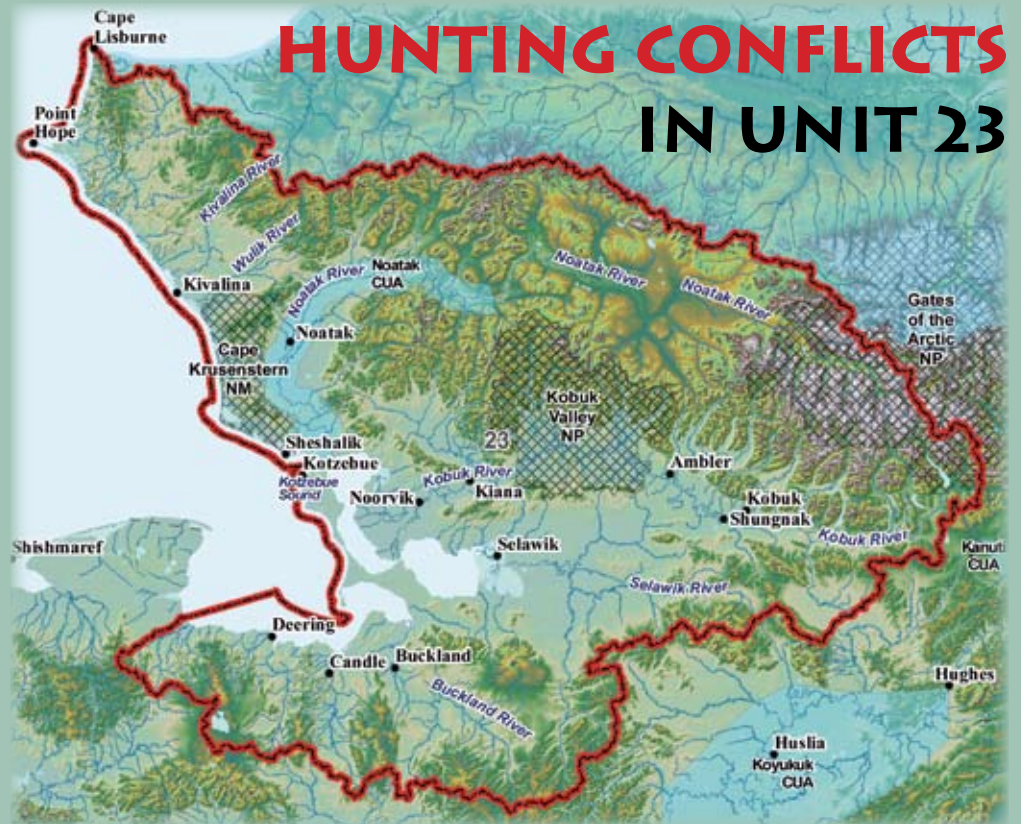 HUNTING CONFLICTS
IN UNIT 23
Cape
Lisburne
Point
Hope
Kivalina River
Wulik River
Noatak River
Noatak
CUA
Noatak River
Noatak River
Kivalina
Gates
of the
Arctic
NP
Noatak
Cape
Krusenstern
NM
Kobuk
Valley
NP
23
Sheshalik
Kotzebue
Kotzebue
Sound
Kobuk River
Kiana
Noorvik
Ambler
Kobuk
Shungnak
Kobuk River
Shishmaref
Selawik
Kanuti
CUA
Selawik River
Deering
Candle
Buckland
Buckland River
Hughes
Huslia
Koyukuk
CUA